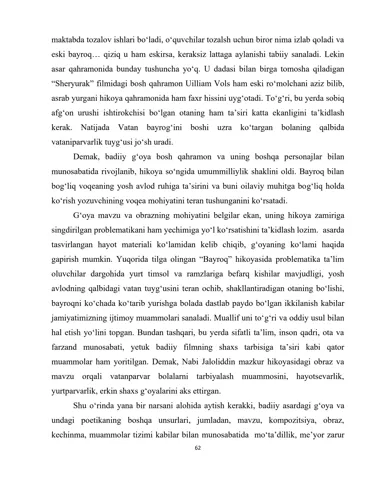 maktabda tozalov ishlari bo‘ladi, o‘quvchilar tozalsh uchun biror nima izlab qoladi va
eski bayroq… qiziq u ham eskirsa, keraksiz lattaga aylanishi tabiiy sanaladi. Lekin
asar qahramonida bunday tushuncha yo‘q. U dadasi bilan birga tomosha qiladigan
“Sheryurak” filmidagi bosh qahramon Uilliam Vols ham eski ro‘molchani aziz bilib,
asrab yurgani hikoya qahramonida ham faxr hissini uyg‘otadi. To‘g‘ri, bu yerda sobiq
afg‘on urushi ishtirokchisi bo‘lgan otaning ham ta’siri katta ekanligini ta’kidlash
kerak. Natijada Vatan bayrog‘ini boshi uzra ko‘targan bolaning qalbida
vataniparvarlik tuyg‘usi jo‘sh uradi.
Demak, badiiy g‘oya bosh qahramon va uning boshqa personajlar bilan
munosabatida rivojlanib, hikoya so‘ngida umummilliylik shaklini oldi. Bayroq bilan
bog‘liq voqeaning yosh avlod ruhiga ta’sirini va buni oilaviy muhitga bog‘liq holda
ko‘rish yozuvchining voqea mohiyatini teran tushunganini ko‘rsatadi.
G‘oya mavzu va obrazning mohiyatini belgilar ekan, uning hikoya zamiriga
singdirilgan problematikani ham yechimiga yo‘l ko‘rsatishini ta’kidlash lozim. asarda
tasvirlangan hayot materiali ko‘lamidan kelib chiqib, g‘oyaning ko‘lami haqida
gapirish mumkin. Yuqorida tilga olingan “Bayroq” hikoyasida problematika ta’lim
oluvchilar dargohida yurt timsol va ramzlariga befarq kishilar mavjudligi, yosh
avlodning qalbidagi vatan tuyg‘usini teran ochib, shakllantiradigan otaning bo‘lishi,
bayroqni ko‘chada ko‘tarib yurishga bolada dastlab paydo bo‘lgan ikkilanish kabilar
jamiyatimizning ijtimoy muammolari sanaladi. Muallif uni to‘g‘ri va oddiy usul bilan
hal etish yo‘lini topgan. Bundan tashqari, bu yerda sifatli ta’lim, inson qadri, ota va
farzand munosabati, yetuk badiiy filmning shaxs tarbisiga ta’siri kabi qator
muammolar ham yoritilgan. Demak, Nabi Jaloliddin mazkur hikoyasidagi obraz va
mavzu orqali vatanparvar bolalarni tarbiyalash muammosini, hayotsevarlik,
yurtparvarlik, erkin shaxs g‘oyalarini aks ettirgan.
Shu o‘rinda yana bir narsani alohida aytish kerakki, badiiy asardagi g‘oya va
undagi poetikaning boshqa unsurlari, jumladan, mavzu, kompozitsiya, obraz,
kechinma, muammolar tizimi kabilar bilan munosabatida mo‘ta’dillik, me’yor zarur
62